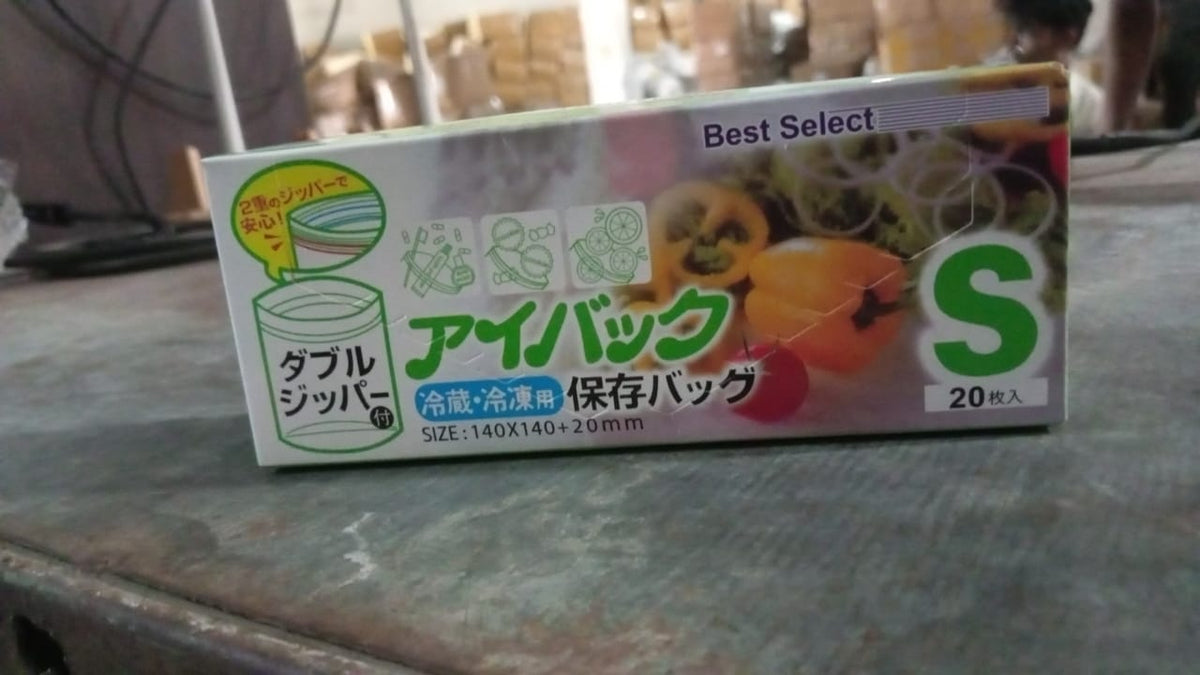 Best Select
2重のジッパーで
安心!
ダブル
ジッパー付
アイバック
冷蔵・冷凍用 保存バッグ
SIZE:140X140+20mm
S
20枚入